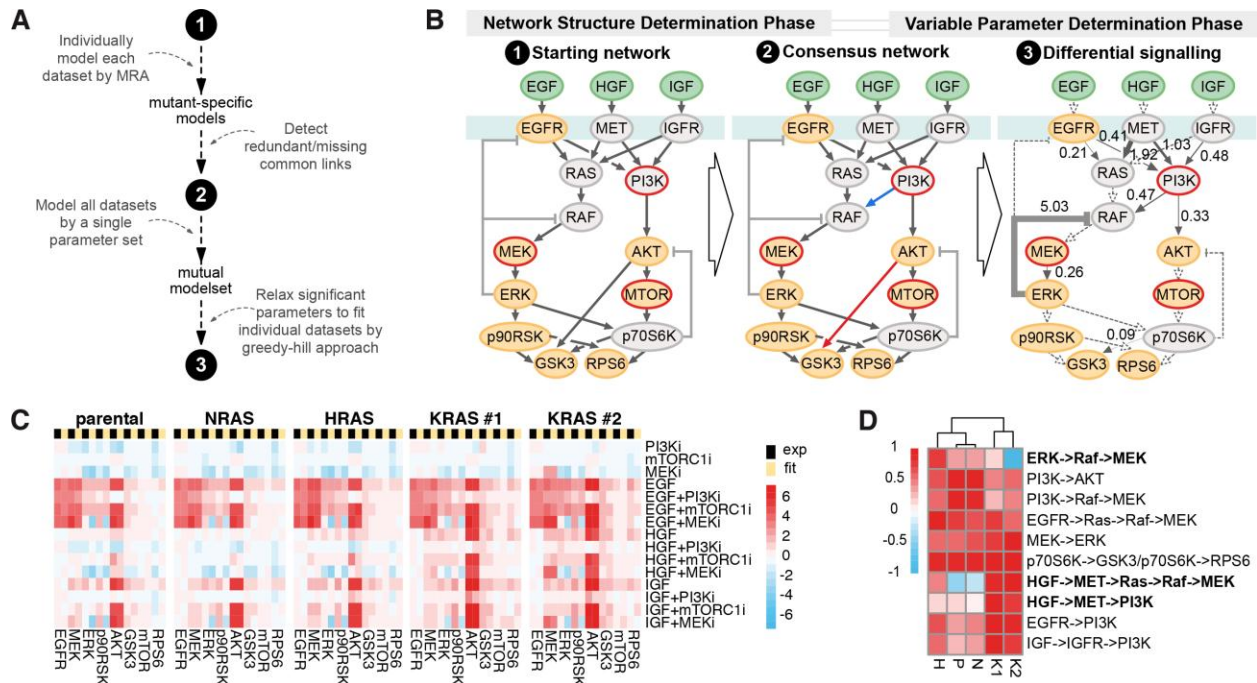 A
1
Individually
model each
dataset by MRA
mutant-specific
models
Detect
redundant/missing
common links
2
Model all datasets
by a single
parameter set
mutual
modelset
Relax significant
parameters to fit
individual datasets by
greedy-hill approach
3
B
Network Structure Determination Phase
Variable Parameter Determination Phase
1 Starting network
EGF HGF IGF
EGFR MET IGFR
RAS PI3K
RAF
MEK AKT
ERK MTOR
p90RSK p70S6K
GSK3 RPS6
2 Consensus network
EGF HGF IGF
EGFR MET IGFR
RAS PI3K
RAF
MEK AKT
ERK MTOR
p90RSK p70S6K
GSK3 RPS6
3 Differential signalling
EGF HGF IGF
EGFR 0.41 MET IGFR
0.21 1.92 1.03 0.48
RAS PI3K
5.03 0.47
RAF 0.33
MEK AKT
0.26
ERK MTOR
p90RSK 0.09 p70S6K
GSK3 RPS6
C
parental NRAS HRAS KRAS #1 KRAS #2
PI3Ki
mTORC1i
MEKi
EGF
EGF+PI3Ki
EGF+mTORC1i
EGF+MEKi
HGF
HGF+PI3Ki
HGF+mTORC1i
HGF+MEKi
IGF
IGF+PI3Ki
IGF+mTORC1i
IGF+MEKi
EGFR MEK ERK p90RSK AKT GSK3 mTOR RPS6
EGFR MEK ERK p90RSK AKT GSK3 mTOR RPS6
EGFR MEK ERK p90RSK AKT GSK3 mTOR RPS6
EGFR MEK ERK p90RSK AKT GSK3 mTOR RPS6
EGFR MEK ERK p90RSK AKT GSK3 mTOR RPS6
exp
fit
6
4
2
0
-2
-4
-6
D
1
0.5
0
-0.5
-1
ERK->Raf->MEK
PI3K->AKT
PI3K->Raf->MEK
EGFR->Ras->Raf->MEK
MEK->ERK
p70S6K->GSK3/p70S6K->RPS6
HGF->MET->Ras->Raf->MEK
HGF->MET->PI3K
EGFR->PI3K
IGF->IGFR->PI3K
H P N K1 K2